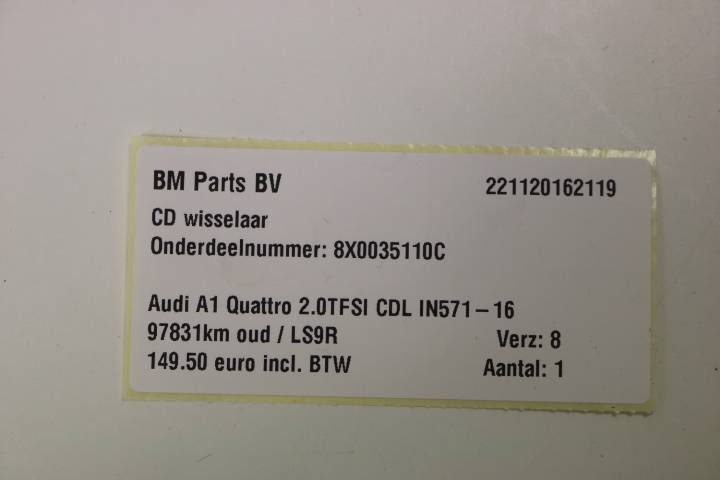 BM Parts BV 221120162119
CD wisselaar
Onderdeelnummer: 8X0035110C
Audi A1 Quattro 2.0TFSI CDL IN571-16
97831km oud / LS9R Verz: 8
149.50 euro incl. BTW Aantal: 1